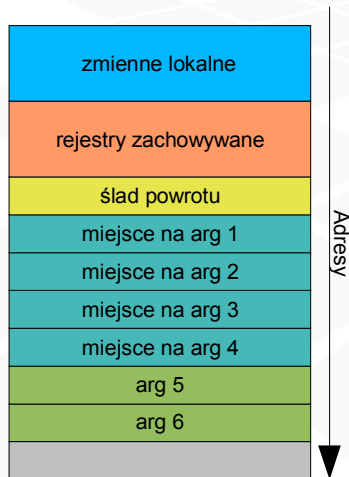 zmienne lokalne
rejestry zachowywane
ślad powrotu
miejsce na arg 1
miejsce na arg 2
miejsce na arg 3
miejsce na arg 4
arg 5
arg 6
Adresy